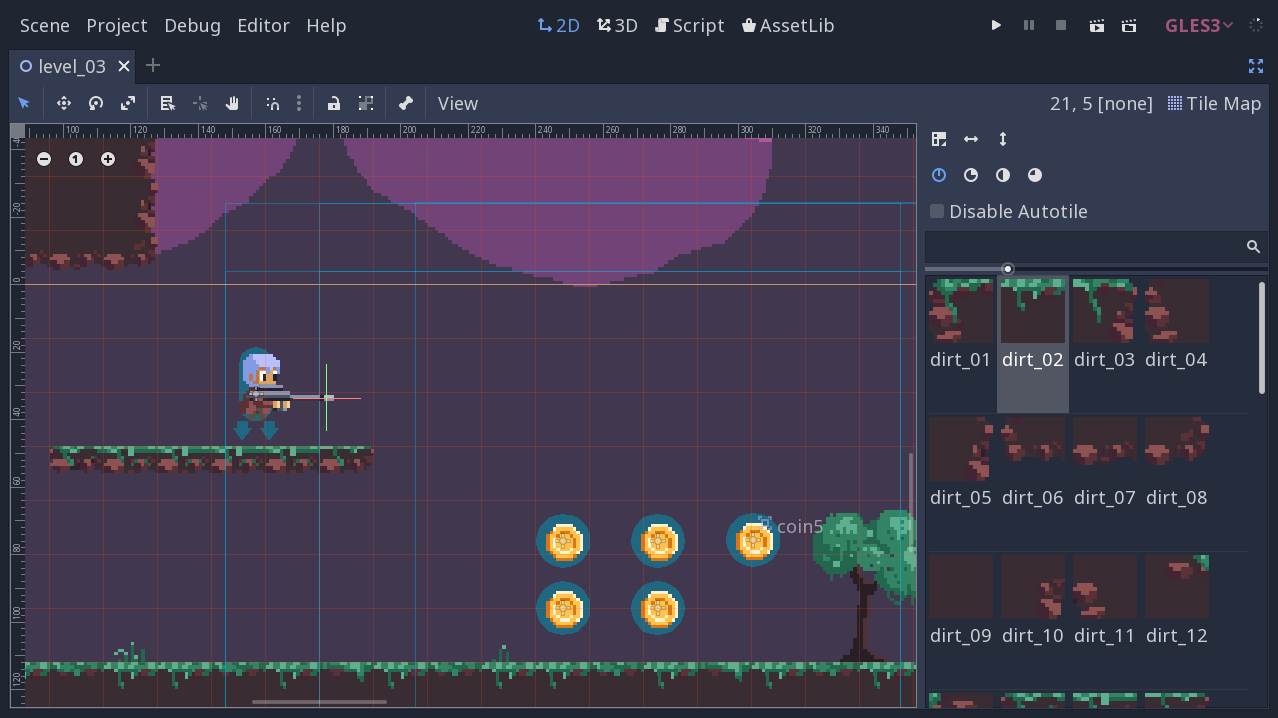 Scene Project Debug Editor Help 2D 3D Script AssetLib GLES3
level_03
View 21, 5 [none] Tile Map
100 120 140 160 180 200 220 240 260 280 300 320 340
1
Disable Autotile
-20
0
20
40
60
80
100
120
coin5
dirt_01 dirt_02 dirt_03 dirt_04
dirt_05 dirt_06 dirt_07 dirt_08
dirt_09 dirt_10 dirt_11 dirt_12